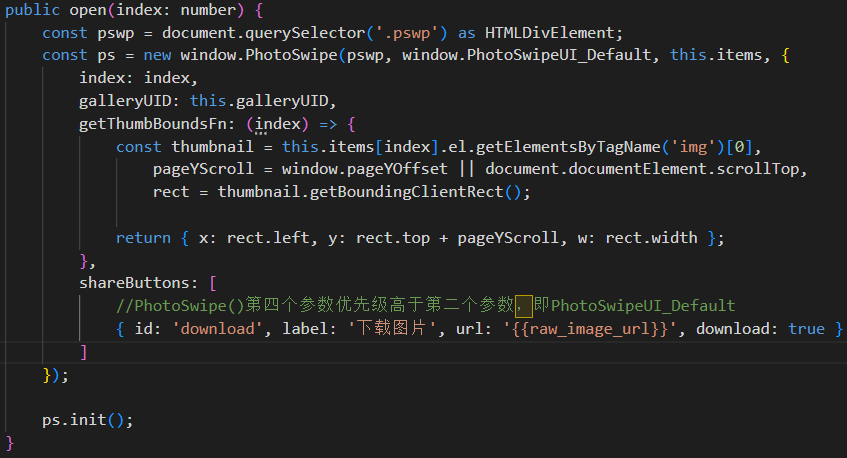 public open(index: number) {
const pswp = document.querySelector('.pswp') as HTMLDivElement;
const ps = new window.PhotoSwipe(pswp, window.PhotoSwipeUI_Default, this.items, {
index: index,
galleryUID: this.galleryUID,
getThumbBoundsFn: (index) => {
const thumbnail = this.items[index].el.getElementsByTagName('img')[0],
pageYScroll = window.pageYOffset || document.documentElement.scrollTop,
rect = thumbnail.getBoundingClientRect();
return { x: rect.left, y: rect.top + pageYScroll, w: rect.width };
},
shareButtons: [
//PhotoSwipe()第四个参数优先级高于第二个参数，即PhotoSwipeUI_Default
{ id: 'download', label: '下载图片', url: '{{raw_image_url}}', download: true }
]
});
ps.init();
}